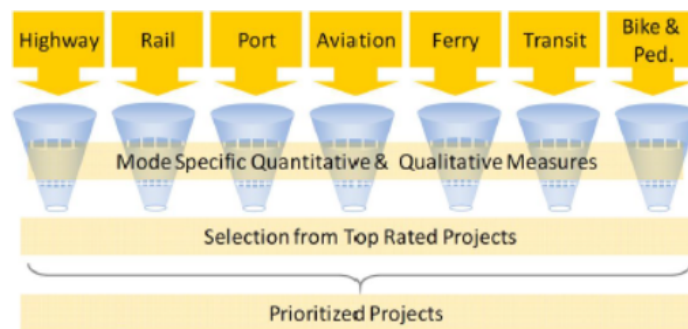 Highway
Rail
Port
Aviation
Ferry
Transit
Bike &
Ped.
Mode Specific Quantitative & Qualitative Measures
Selection from Top Rated Projects
Prioritized Projects